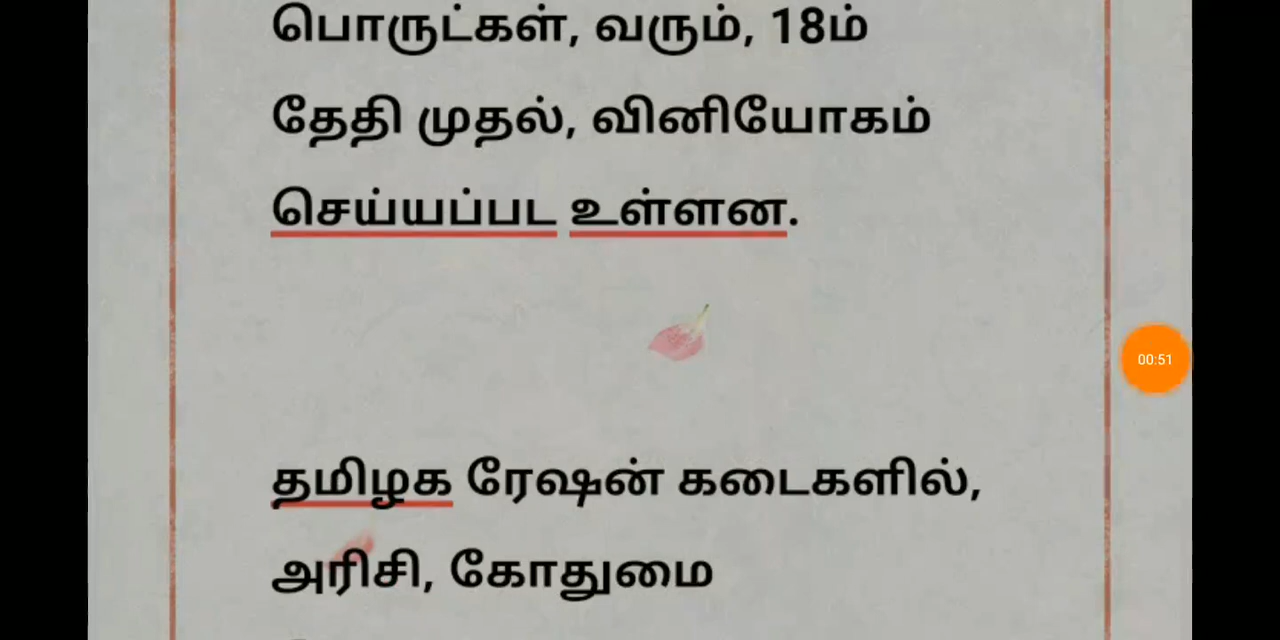 பொருட்கள், வரும், 18ம்
தேதி முதல், வினியோகம்
செய்யப்பட உள்ளன.
00:51
தமிழக ரேஷன் கடைகளில்,
அரிசி, கோதுமை